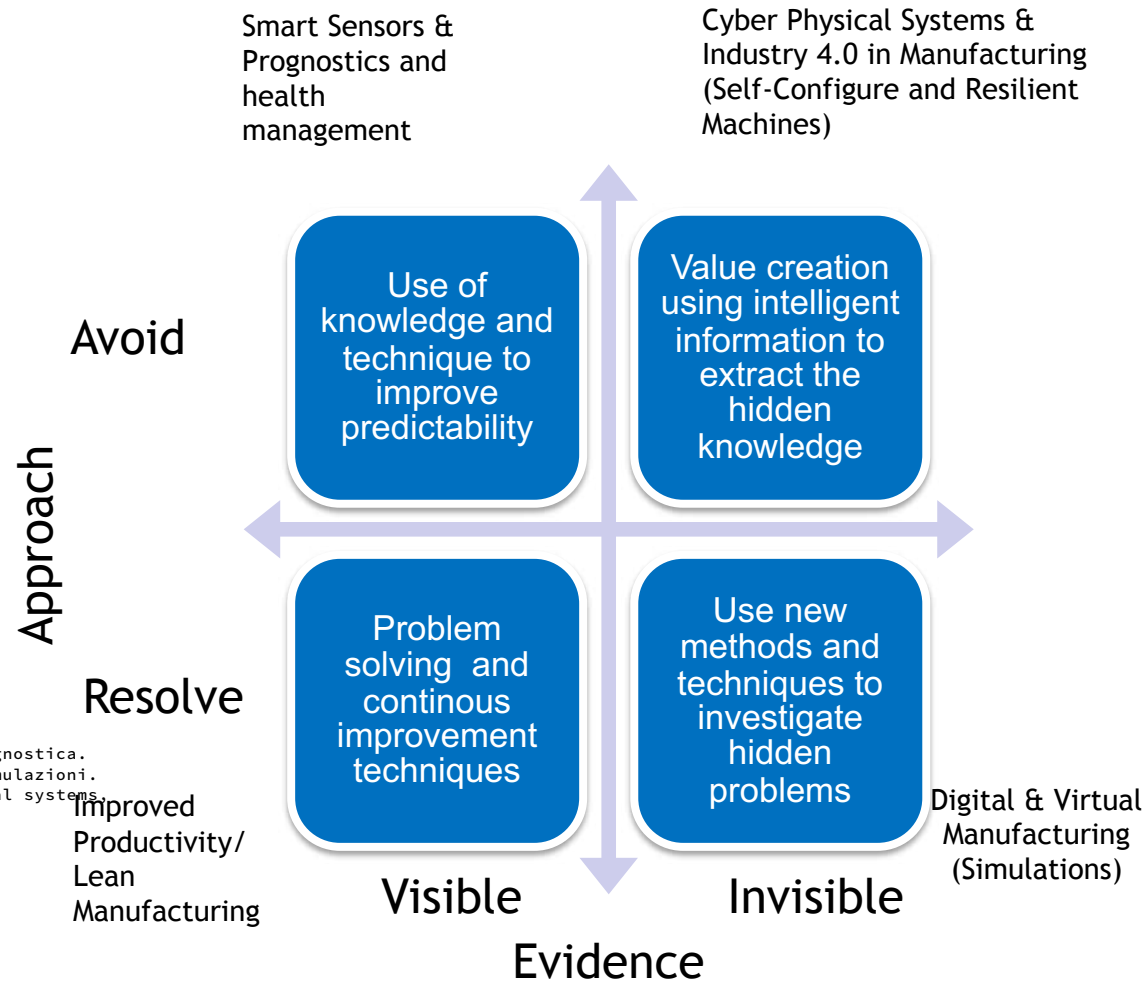 Smart Sensors &
Prognostics and
health
management
Cyber Physical Systems &
Industry 4.0 in Manufacturing
(Self-Configure and Resilient
Machines)
Avoid
Use of
knowledge and
technique to
improve
predictability
Value creation
using intelligent
information to
extract the
hidden
knowledge
Approach
Resolve
Problem
solving and
continous
improvement
techniques
Use new
methods and
techniques to
investigate
hidden
problems
gnostica.
mulazioni.
al systems,
Improved
Productivity/
Lean
Manufacturing
Digital & Virtual
Manufacturing
(Simulations)
Visible
Invisible
Evidence